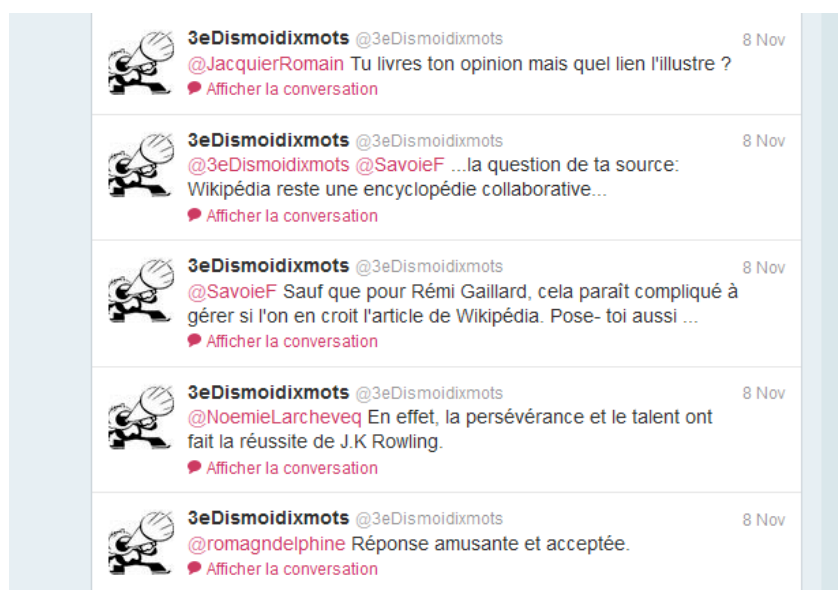 3eDismoidixmots @3eDismoidixmots 8 Nov
@JacquierRomain Tu livres ton opinion mais quel lien l'illustre ?
Afficher la conversation
3eDismoidixmots @3eDismoidixmots 8 Nov
@3eDismoidixmots @SavoieF ...la question de ta source:
Wikipédia reste une encyclopédie collaborative...
Afficher la conversation
3eDismoidixmots @3eDismoidixmots 8 Nov
@SavoieF Sauf que pour Rémi Gaillard, cela paraît compliqué à
gérer si l'on en croit l'article de Wikipédia. Pose- toi aussi ...
Afficher la conversation
3eDismoidixmots @3eDismoidixmots 8 Nov
@NoemieLarcheveq En effet, la persévérance et le talent ont
fait la réussite de J.K Rowling.
Afficher la conversation
3eDismoidixmots @3eDismoidixmots 8 Nov
@romagndelphine Réponse amusante et acceptée.
Afficher la conversation